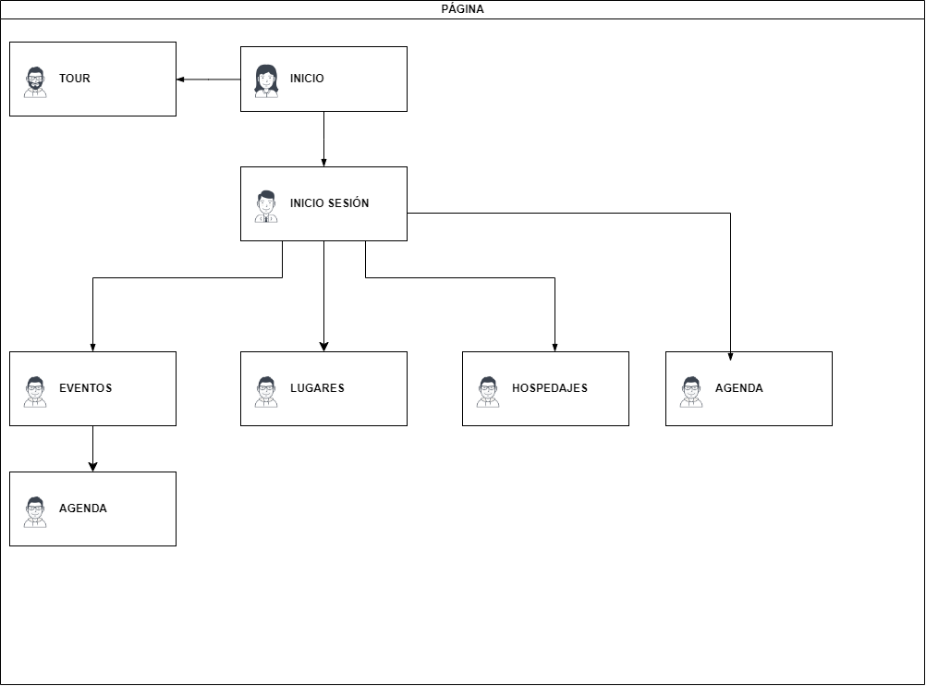 PÁGINA
TOUR
INICIO
INICIO SESIÓN
EVENTOS
LUGARES
HOSPEDAJES
AGENDA
AGENDA